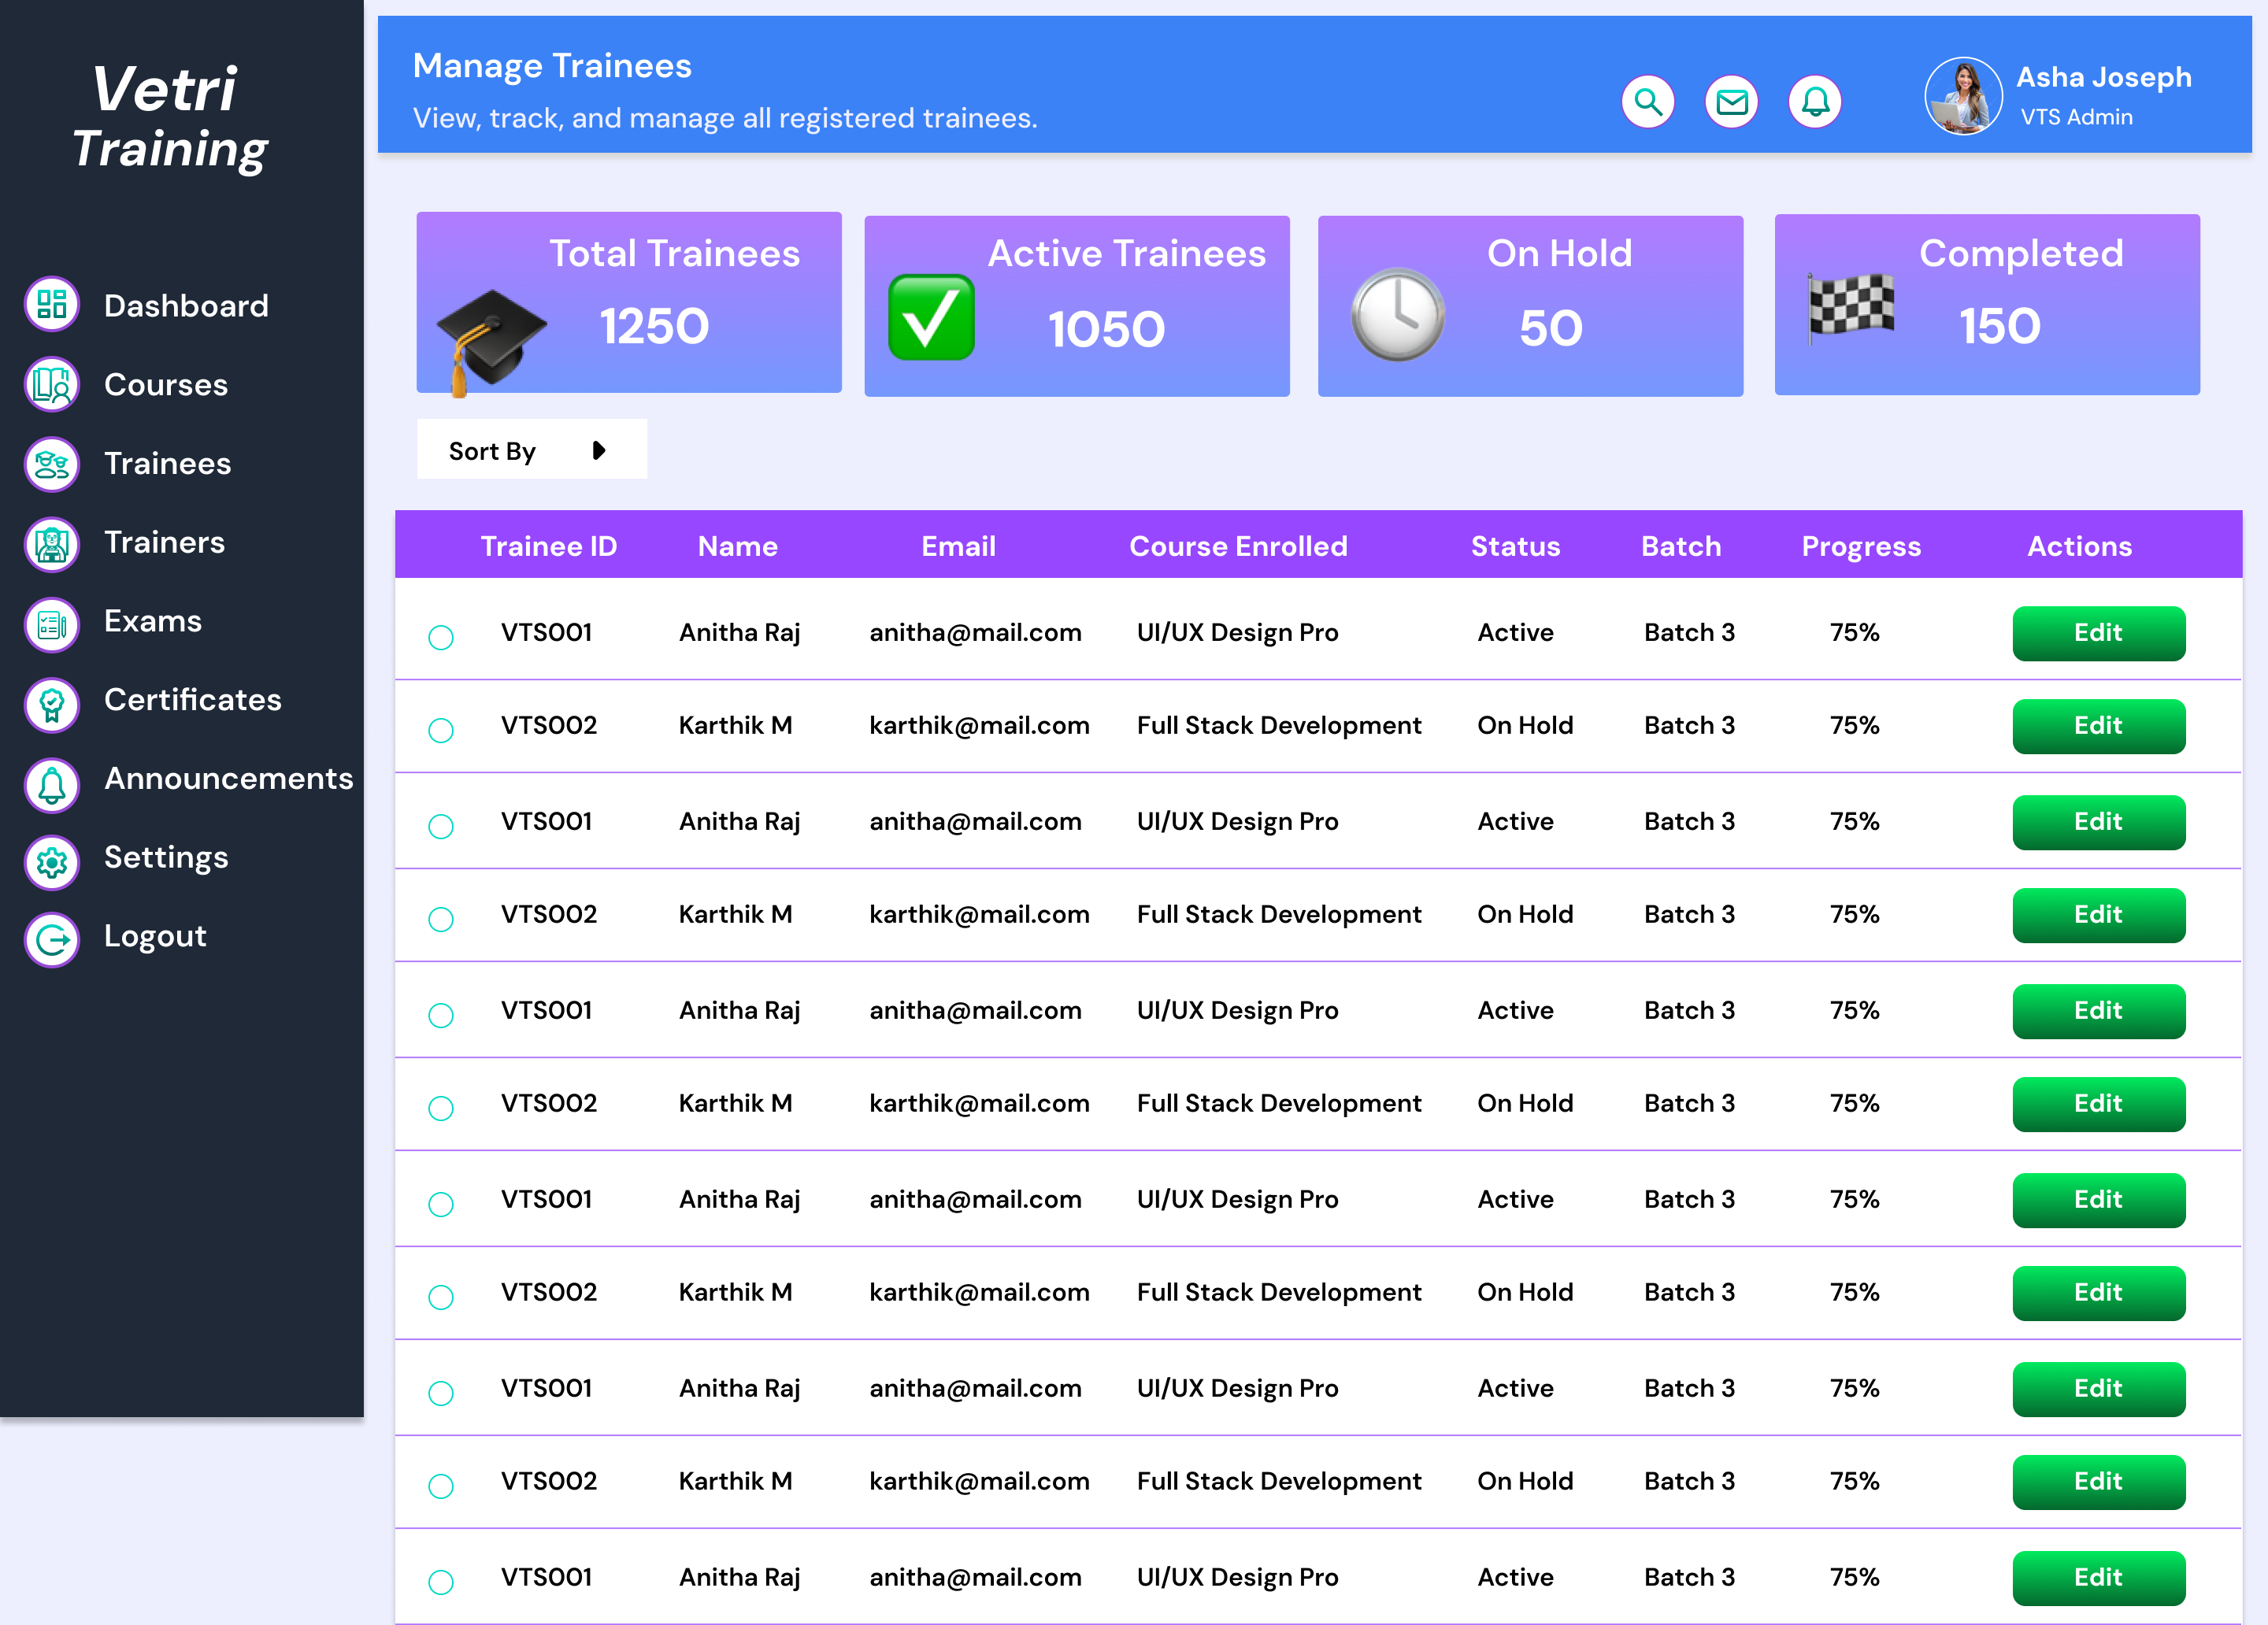 Vetri
Training
Dashboard
Courses
Trainees
Trainers
Exams
Certificates
Announcements
Settings
Logout
Manage Trainees
View, track, and manage all registered trainees.
Asha Joseph
VTS Admin
Total Trainees
1250
Active Trainees
1050
On Hold
50
Completed
150
Sort By
Trainee ID Name Email Course Enrolled Status Batch Progress Actions
VTS001 Anitha Raj anitha@mail.com UI/UX Design Pro Active Batch 3 75% Edit
VTS002 Karthik M karthik@mail.com Full Stack Development On Hold Batch 3 75% Edit
VTS001 Anitha Raj anitha@mail.com UI/UX Design Pro Active Batch 3 75% Edit
VTS002 Karthik M karthik@mail.com Full Stack Development On Hold Batch 3 75% Edit
VTS001 Anitha Raj anitha@mail.com UI/UX Design Pro Active Batch 3 75% Edit
VTS002 Karthik M karthik@mail.com Full Stack Development On Hold Batch 3 75% Edit
VTS001 Anitha Raj anitha@mail.com UI/UX Design Pro Active Batch 3 75% Edit
VTS002 Karthik M karthik@mail.com Full Stack Development On Hold Batch 3 75% Edit
VTS001 Anitha Raj anitha@mail.com UI/UX Design Pro Active Batch 3 75% Edit
VTS002 Karthik M karthik@mail.com Full Stack Development On Hold Batch 3 75% Edit
VTS001 Anitha Raj anitha@mail.com UI/UX Design Pro Active Batch 3 75% Edit